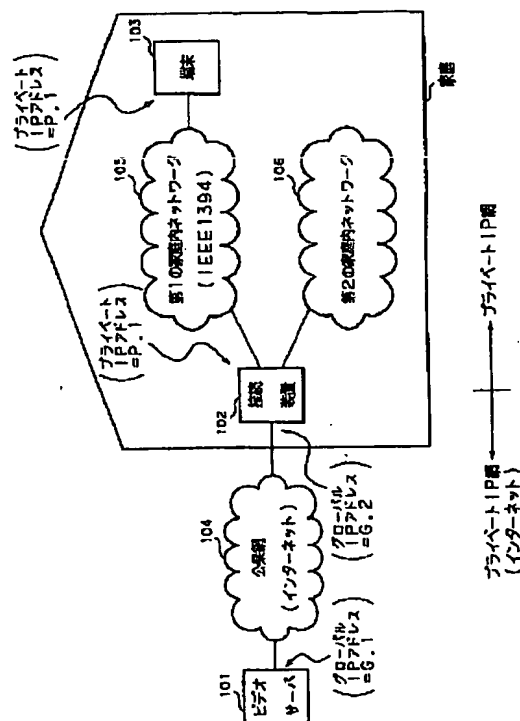 101
ビデオ
サーバ
(グローバル
IPアドレス
=G.1)
104
公衆網
(インターネット)
(グローバル
IPアドレス
=G.2)
102
接続
装置
(プライベート
IPアドレス
=P.1)
105
第1の家庭内ネットワーク
(IEEE1394)
(プライベート
IPアドレス
=P.1)
103
端末
106
第2の家庭内ネットワーク
家庭
プライベートIP網
(インターネット)
プライベートIP網